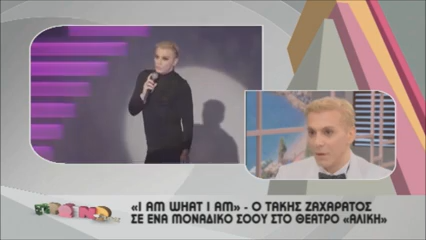 «I AM WHAT I AM» - Ο ΤΑΚΗΣ ΖΑΧΑΡΑΤΟΣ
ΣΕ ΕΝΑ ΜΟΝΑΔΙΚΟ ΣΟΟΥ ΣΤΟ ΘΕΑΤΡΟ «ΑΛΙΚΗ»